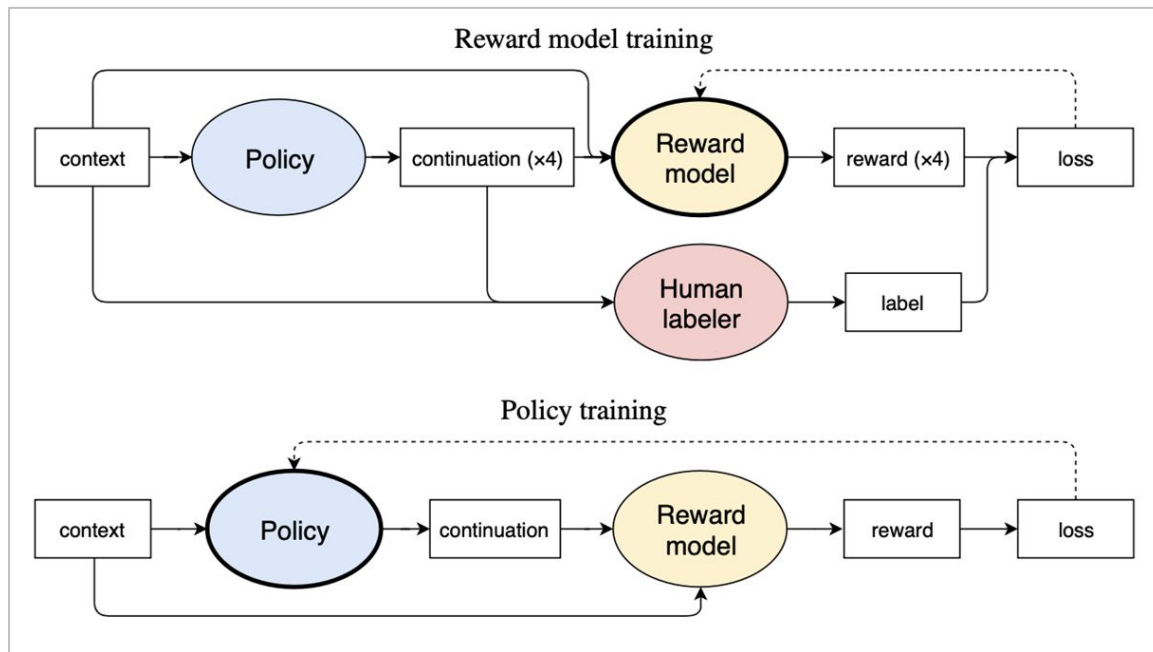 Reward model training
context
Policy
continuation (×4)
Reward
model
reward (×4)
loss
Human
labeler
label
Policy training
context
Policy
continuation
Reward
model
reward
loss